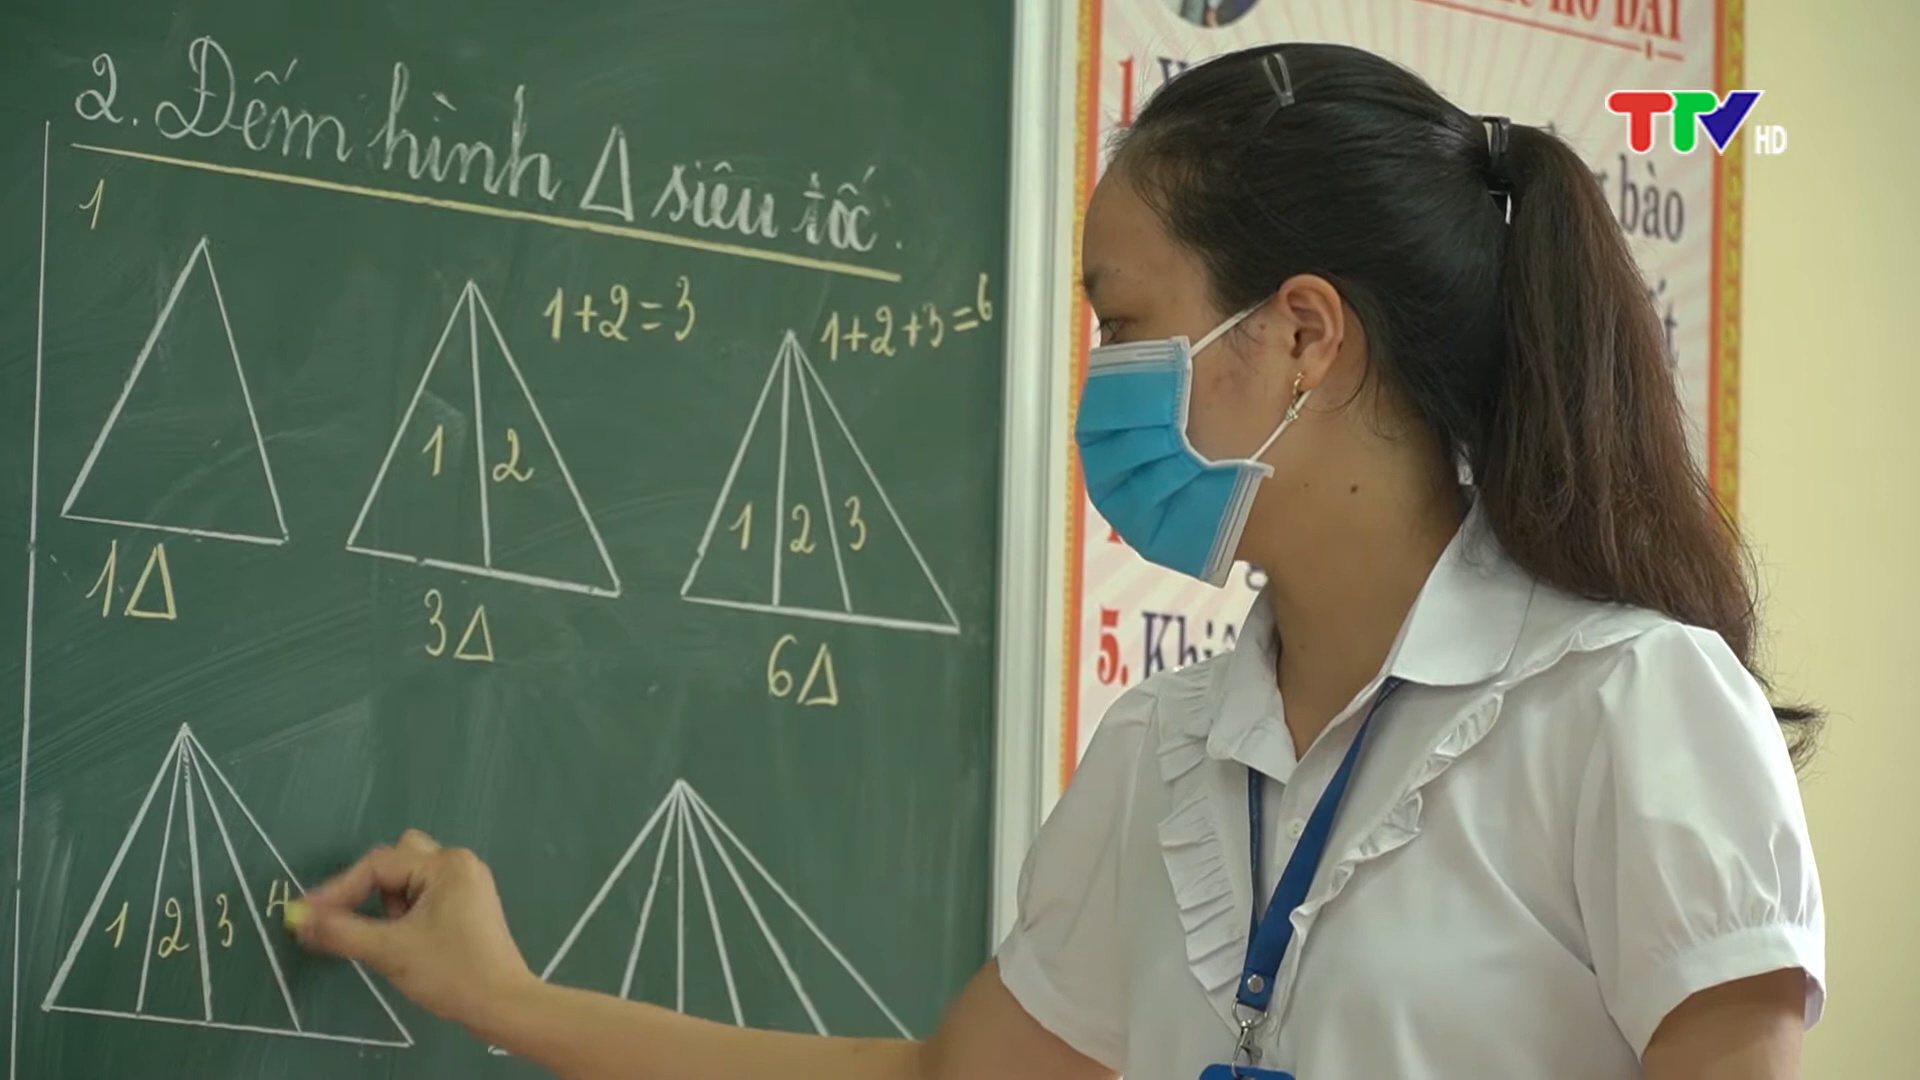 2. Đếm hình Δ siêu tốc.
1
1+2=3
1+2+3=6
1 2
1 2 3
1Δ
3Δ
6Δ
1 2 3 4
TTV HD
1.
bào
5. Khi